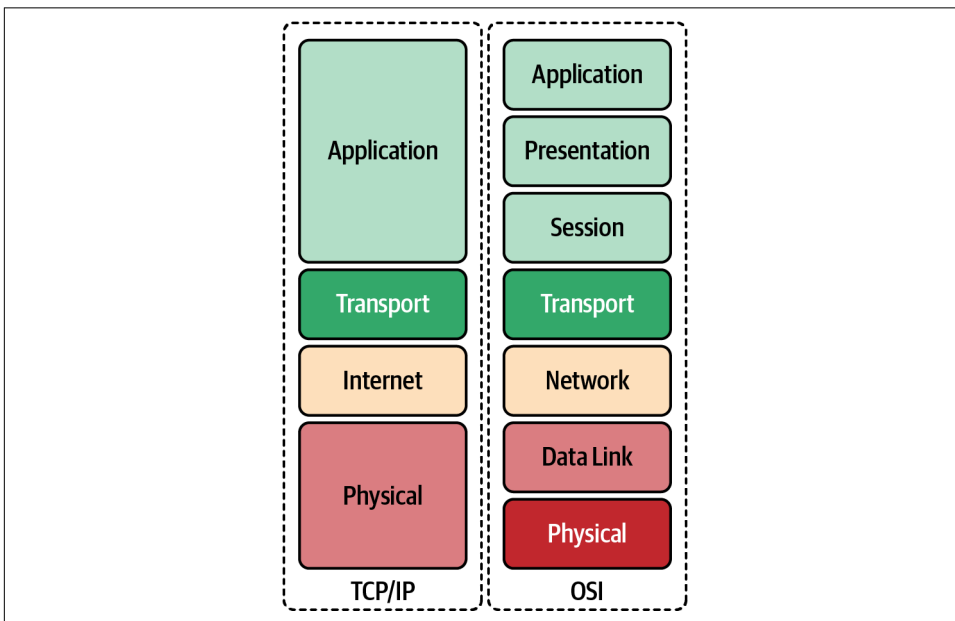 Application
Transport
Internet
Physical
TCP/IP
Application
Presentation
Session
Transport
Network
Data Link
Physical
OSI